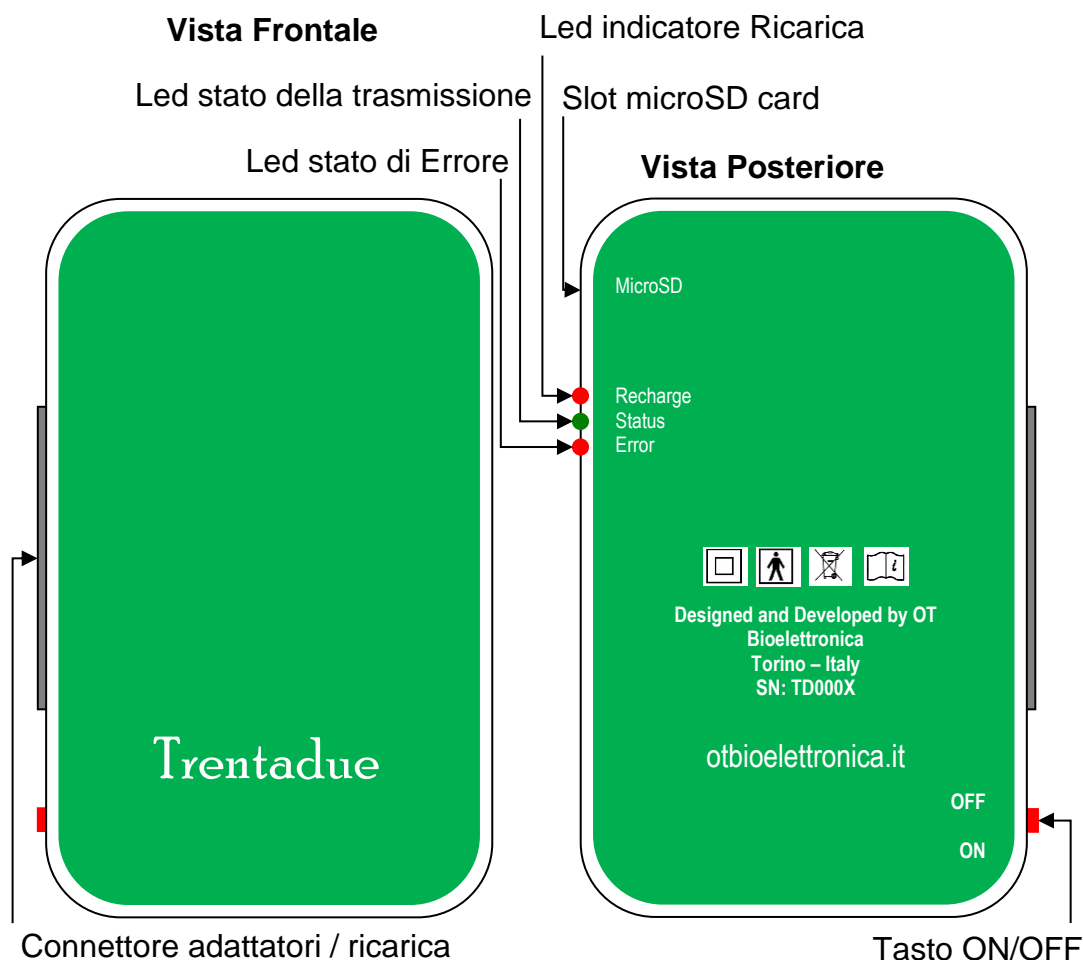 Vista Frontale
Led indicatore Ricarica
Led stato della trasmissione
Slot microSD card
Led stato di Errore
Vista Posteriore
MicroSD
Recharge
Status
Error
i
Designed and Developed by OT
Bioelettronica
Torino – Italy
SN: TD000X
Trentadue
otbioelettronica.it
OFF
ON
Connettore adattatori / ricarica
Tasto ON/OFF